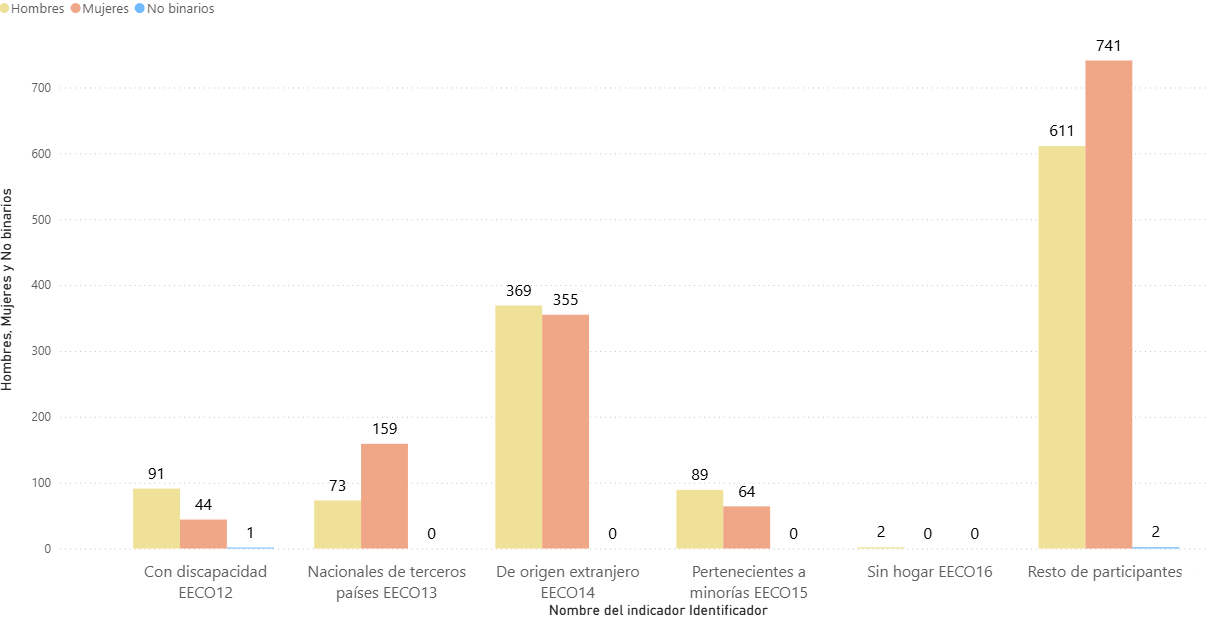 Hombres Mujeres No binarios
Hombres, Mujeres y No binarios
700
600
500
400
300
200
100
0
91
44
1
73
159
0
369
355
0
89
64
0
2
0
0
611
741
2
Con discapacidad
EECO12
Nacionales de terceros
países EECO13
De origen extranjero
EECO14
Pertenecientes a
minorías EECO15
Sin hogar EECO16
Resto de participantes
Nombre del indicador Identificador